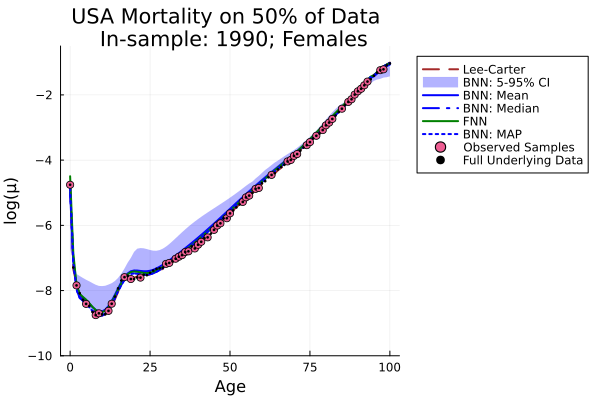 USA Mortality on 50% of Data
In-sample: 1990; Females
log(μ)
−2
−4
−6
−8
−10
0
25
50
75
100
Age
Lee-Carter
BNN: 5-95% CI
BNN: Mean
BNN: Median
FNN
BNN: MAP
Observed Samples
Full Underlying Data